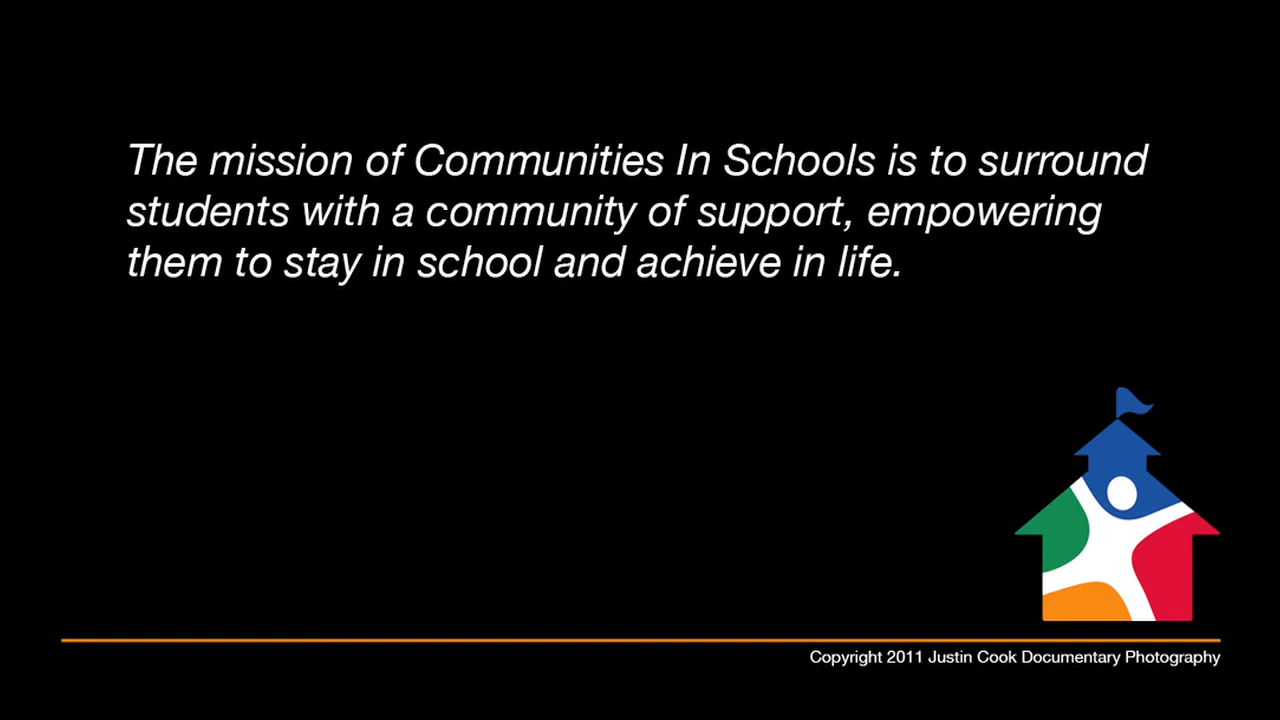 The mission of Communities In Schools is to surround
students with a community of support, empowering
them to stay in school and achieve in life.
Copyright 2011 Justin Cook Documentary Photography